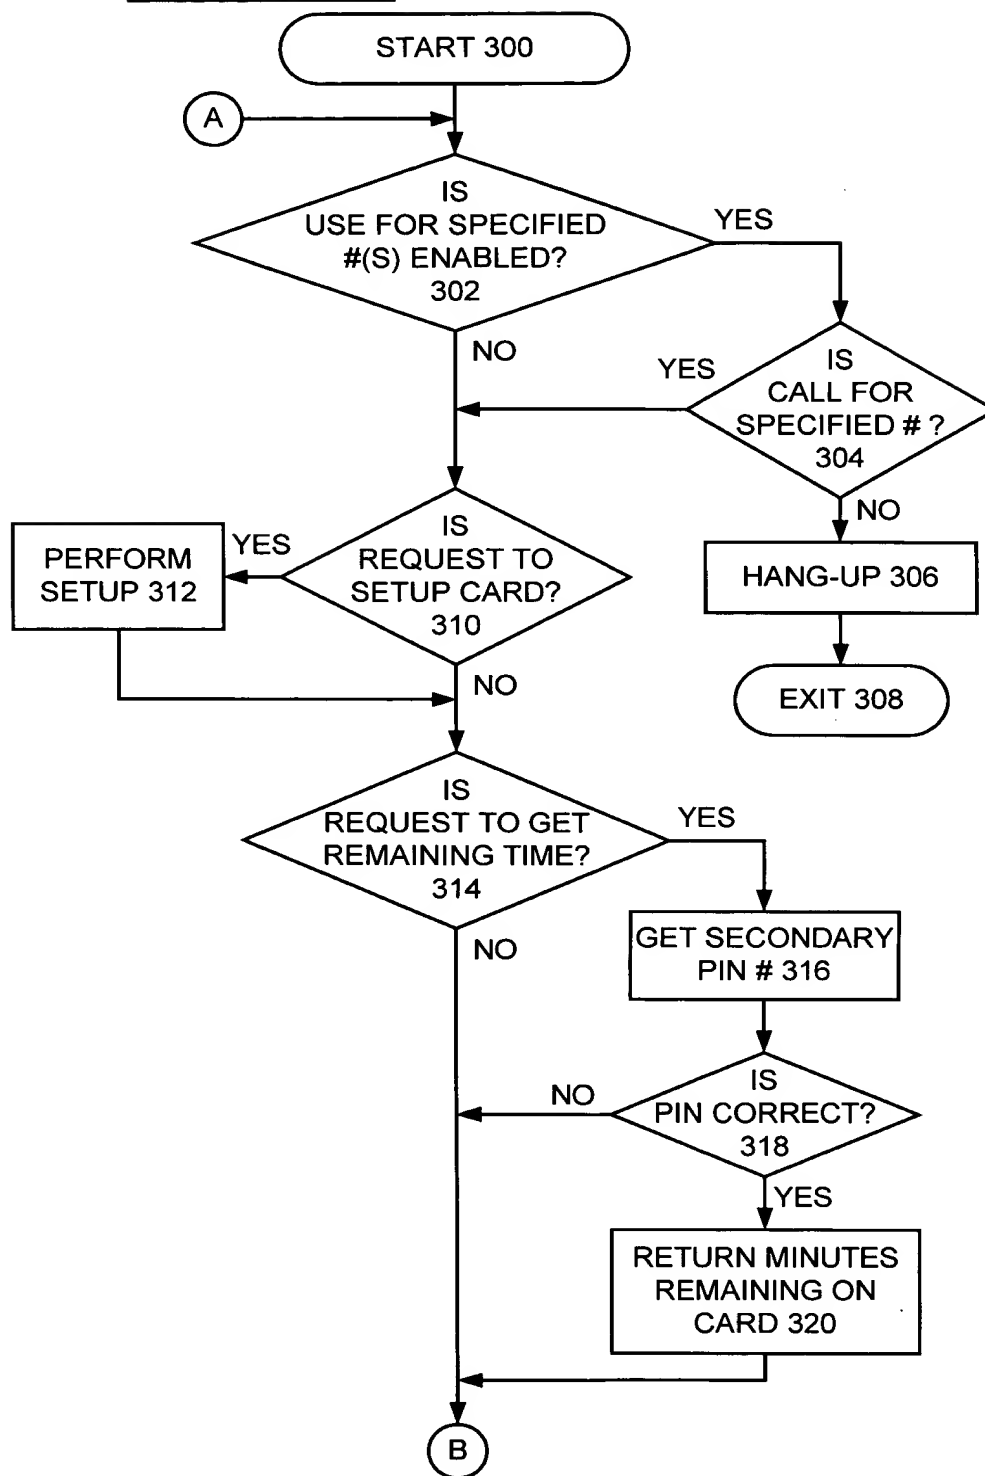 START 300
A
IS
USE FOR SPECIFIED
#(S) ENABLED?
302
YES
NO
IS
CALL FOR
SPECIFIED # ?
304
YES
NO
HANG-UP 306
EXIT 308
IS
REQUEST TO
SETUP CARD?
310
YES
PERFORM
SETUP 312
NO
IS
REQUEST TO GET
REMAINING TIME?
314
YES
NO
GET SECONDARY
PIN # 316
IS
PIN CORRECT?
318
NO
YES
RETURN MINUTES
REMAINING ON
CARD 320
B